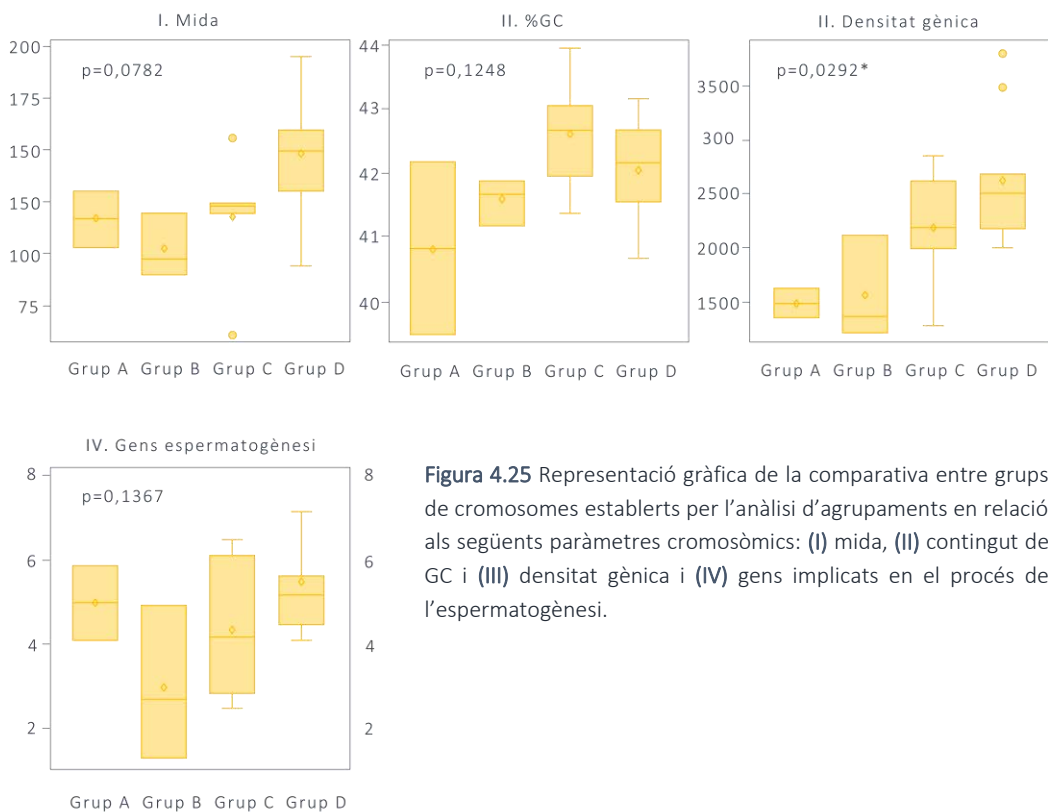 I. Mida
200
175
150
150
100
75
p=0,0782
Grup A Grup B Grup C Grup D
II. %GC
44
43
42
41
40
p=0,1248
Grup A Grup B Grup C Grup D
II. Densitat gènica
3500
300
2500
2000
1500
p=0,0292*
Grup A Grup B Grup C Grup D
IV. Gens espermatogènesi
8
6
4
2
p=0,1367
8
6
4
2
Grup A Grup B Grup C Grup D
Figura 4.25 Representació gràfica de la comparativa entre grups
de cromosomes establerts per l'anàlisi d'agrupaments en relació
als següents paràmetres cromosòmics: (I) mida, (II) contingut de
GC i (III) densitat gènica i (IV) gens implicats en el procés de
l'espermatogènesi.